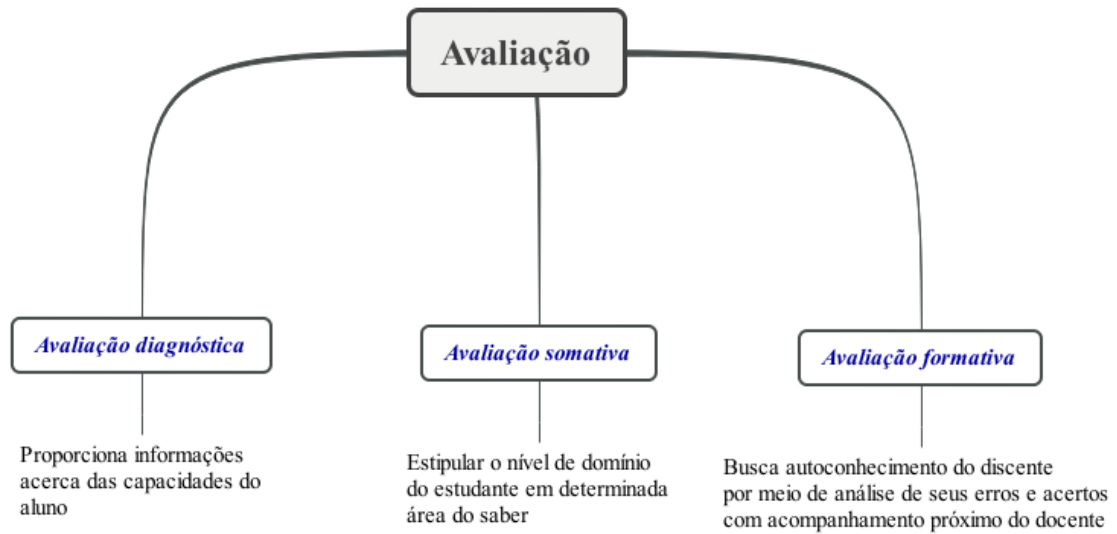 Avaliação
Avaliação diagnóstica
Proporciona informações
acerca das capacidades do
aluno
Avaliação somativa
Estipular o nível de domínio
do estudante em determinada
área do saber
Avaliação formativa
Busca autoconhecimento do discente
por meio de análise de seus erros e acertos
com acompanhamento próximo do docente